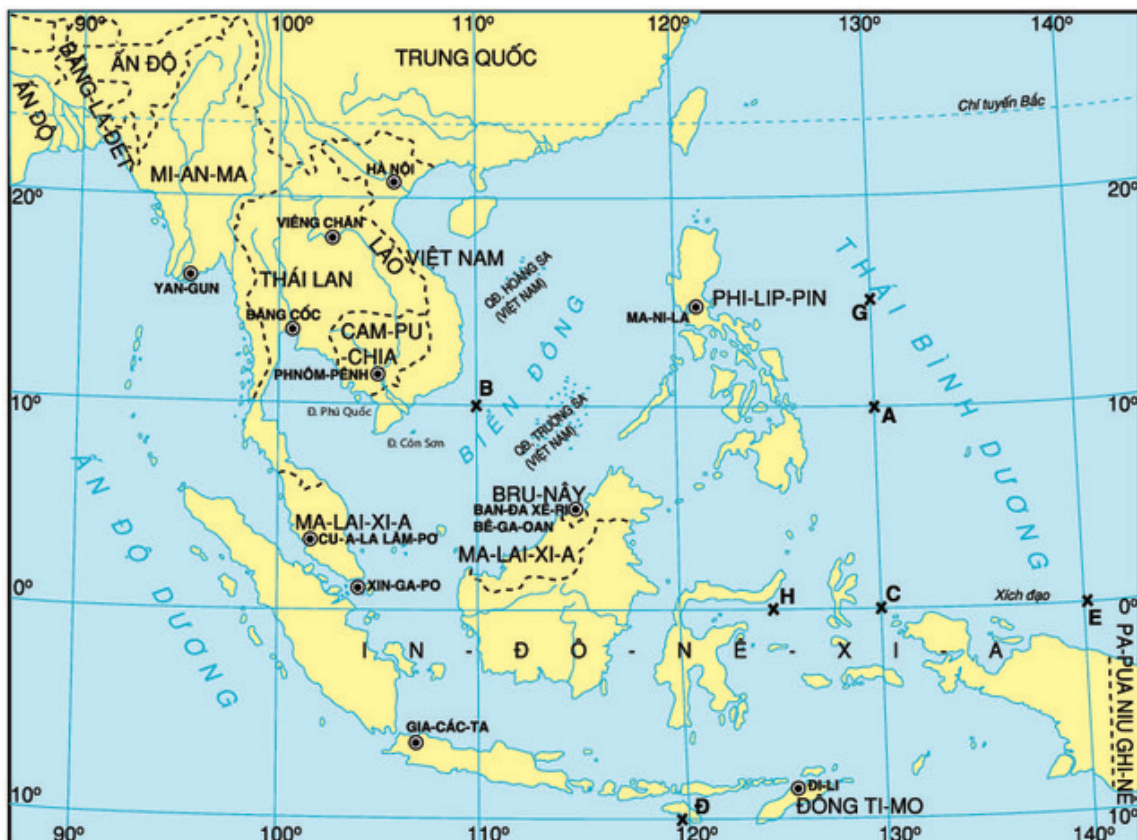 90º 100º 110º 120º 130º 140º
ẤN ĐỘ
BĂNG-LA-ĐET
ẤN ĐỘ
TRUNG QUỐC
Chí tuyến Bắc
MI-AN-MA
HÀ NỘI
20º
20º
VIÊNG CHĂN
LÀO
VIỆT NAM
THÁI LAN
YAN-GUN
QĐ. HOÀNG SA
(VIỆT NAM)
PHI-LIP-PIN
MA-NI-LA
G
THÁI BÌNH DƯƠNG
BĂNG CỐC
CAM-PU
-CHIA
PHNÔM-PÊNH
B
BIỂN ĐÔNG
10º
10º
A
Đ. Phú Quốc
Đ. Côn Sơn
QĐ. TRƯỜNG SA
(VIỆT NAM)
ẤN ĐỘ DƯƠNG
BRU-NÂY
BAN-ĐA XÊ-RI
BÊ-GA-OAN
MA-LAI-XI-A
CU-A-LA LĂM-PƠ
MA-LAI-XI-A
XIN-GA-PO
0º
H
C
Xích đạo
0º
E
IN-ĐÔ-NÊ-XI-A
PA-PUA NIU GHI-NÊ
GIA-CÁC-TA
ĐI-LI
ĐÔNG TI-MO
Đ
10º
10º
90º 100º 110º 120º 130º 140º